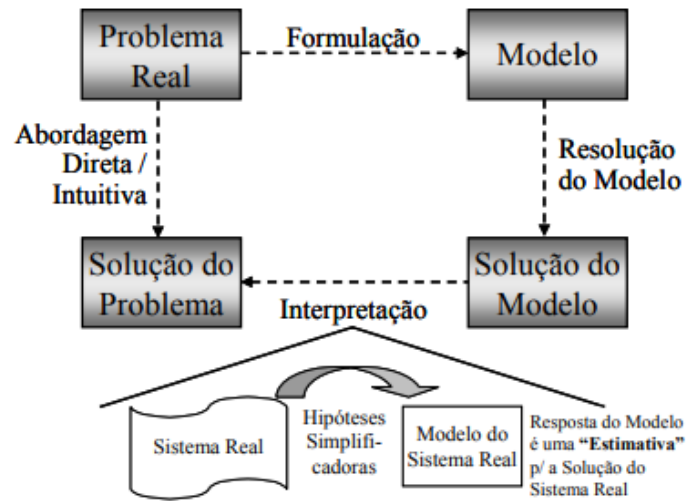 Problema
Real
Formulação
Modelo
Abordagem
Direta /
Intuitiva
Resolução
do Modelo
Solução do
Problema
Solução do
Modelo
Interpretação
Sistema Real
Hipóteses
Simplifi-
cadoras
Modelo do
Sistema Real
Resposta do Modelo
é uma “Estimativa”
p/ a Solução do
Sistema Real